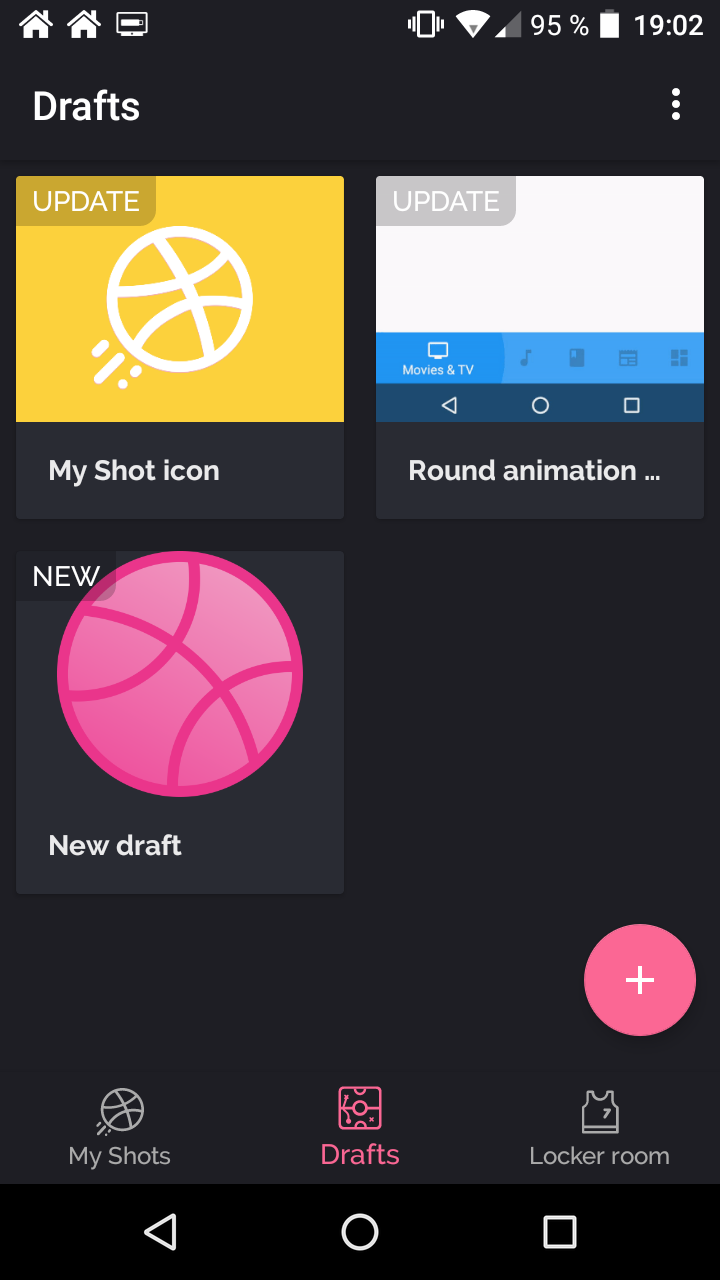 95 % 19:02
Drafts
UPDATE
UPDATE
Movies & TV
My Shot icon
Round animation ...
NEW
New draft
My Shots
Drafts
7
Locker room